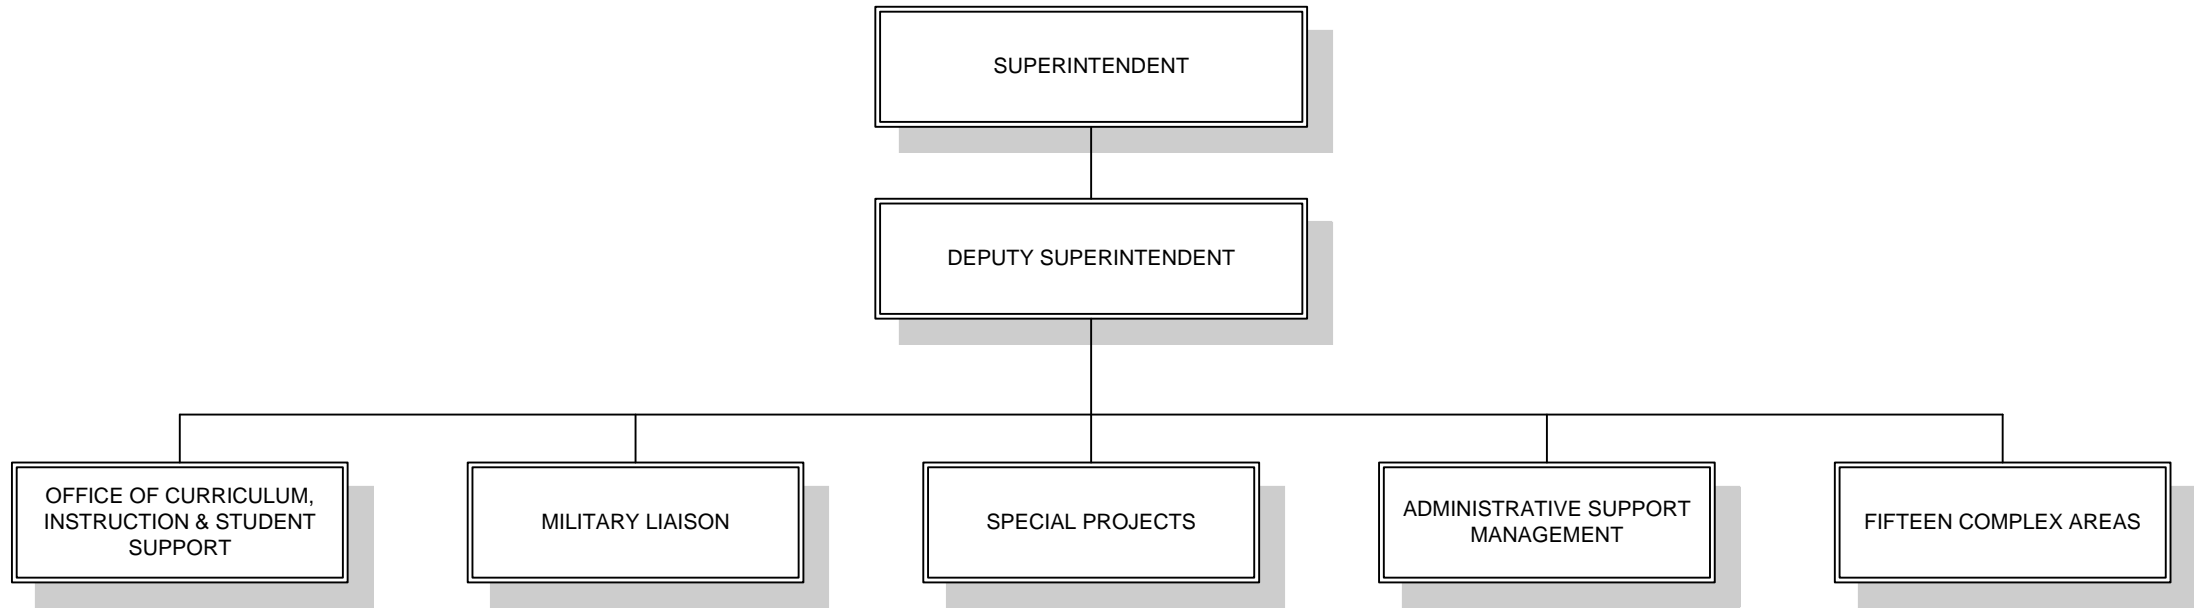 SUPERINTENDENT
DEPUTY SUPERINTENDENT
OFFICE OF CURRICULUM,
INSTRUCTION & STUDENT
SUPPORT
MILITARY LIAISON
SPECIAL PROJECTS
ADMINISTRATIVE SUPPORT
MANAGEMENT
FIFTEEN COMPLEX AREAS